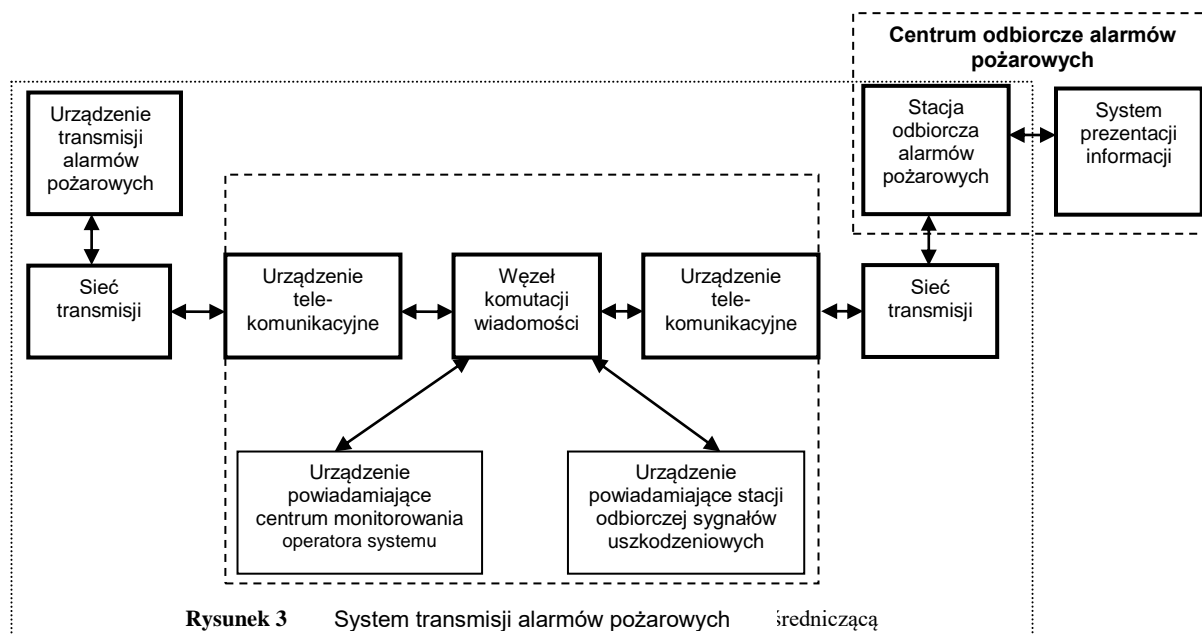 Centrum odbiorcze alarmów
pożarowych
Urządzenie
transmisji
alarmów
pożarowych
Stacja
odbiorcza
alarmów
pożarowych
System
prezentacji
informacji
Sieć
transmisji
Urządzenie
tele-
komunikacyjne
Węzeł
komutacji
wiadomości
Urządzenie
tele-
komunikacyjne
Sieć
transmisji
Urządzenie
powiadamiające
centrum monitorowania
operatora systemu
Urządzenie
powiadamiające stacji
odbiorczej sygnałów
uszkodzeniowych
Rysunek 3 System transmisji alarmów pożarowych średniczącą